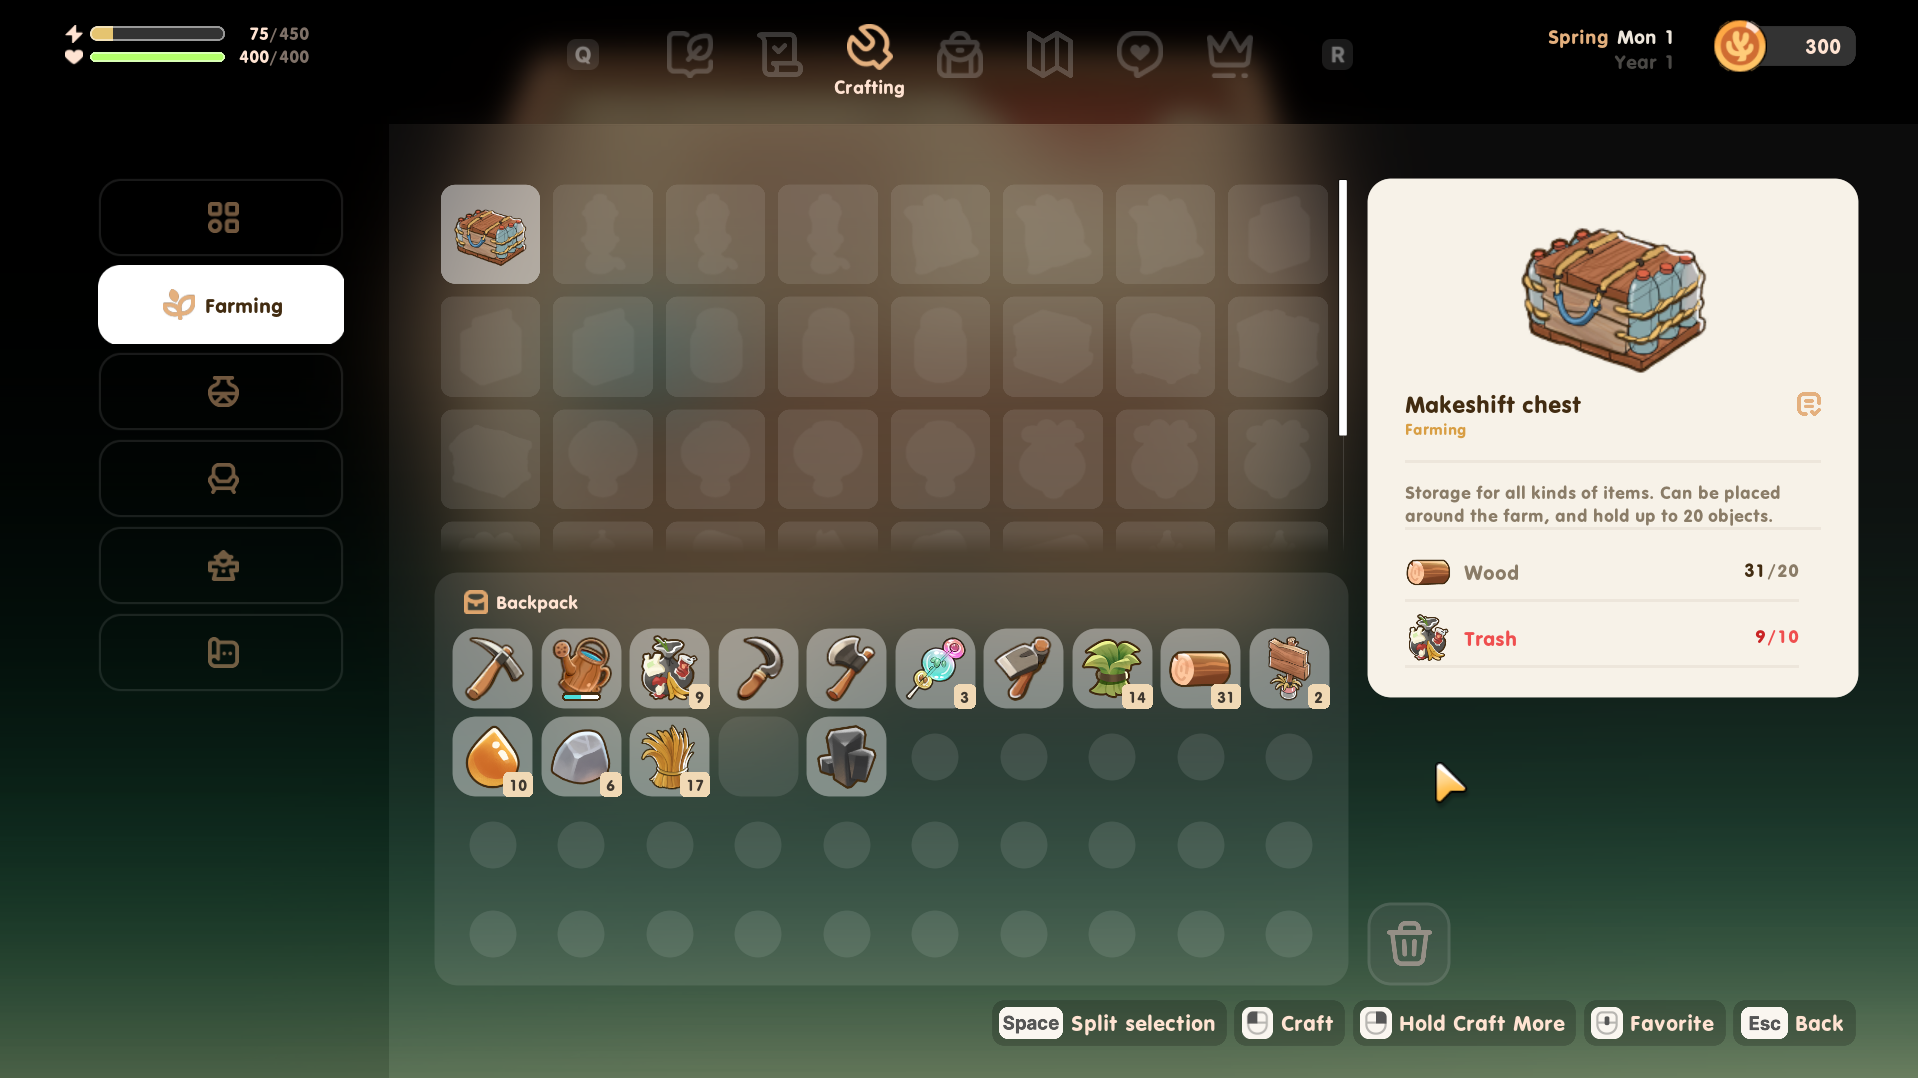 75/450
400/400
Q
Crafting
R
Spring Mon 1
Year 1
300
Farming
Makeshift chest
Farming
Storage for all kinds of items. Can be placed
around the farm, and hold up to 20 objects.
Wood 31/20
Trash 9/10
Backpack
9
3
14
31
2
10
6
17
Space Split selection
Craft
Hold Craft More
Favorite
Esc Back